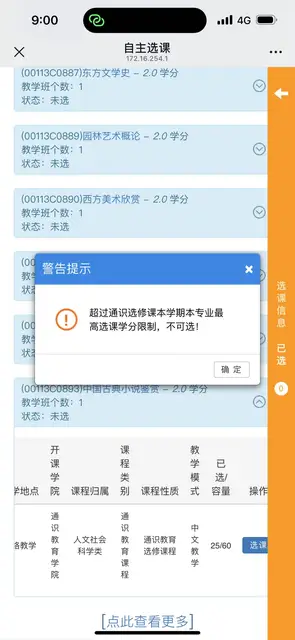 9:00
4G
90
自主选课
172.16.254.1
(00113C0887)东方文学史 - 2.0 学分
教学班个数：1
状态：未选
(00113C0889)园林艺术概论 - 2.0 学分
教学班个数：1
状态：未选
(00113C0890)西方美术欣赏 - 2.0 学分
教学班个数：1
状态：未选
警告提示
超过通识选修课本学期本专业最
高选课学分限制，不可选！
确 定
(00113C0893)中国古典小说鉴赏 - 2.0 学分
教学班个数：1
状态：未选
学地点
开课学院
课程归属
课程类别
课程性质
教学模式
已选/容量
操作
络教学
通识教育学院
人文社会科学类
通识教育课程
通识教育选修课程
中文教学
25/60
选课
[点此查看更多]
选课信息
已选
0